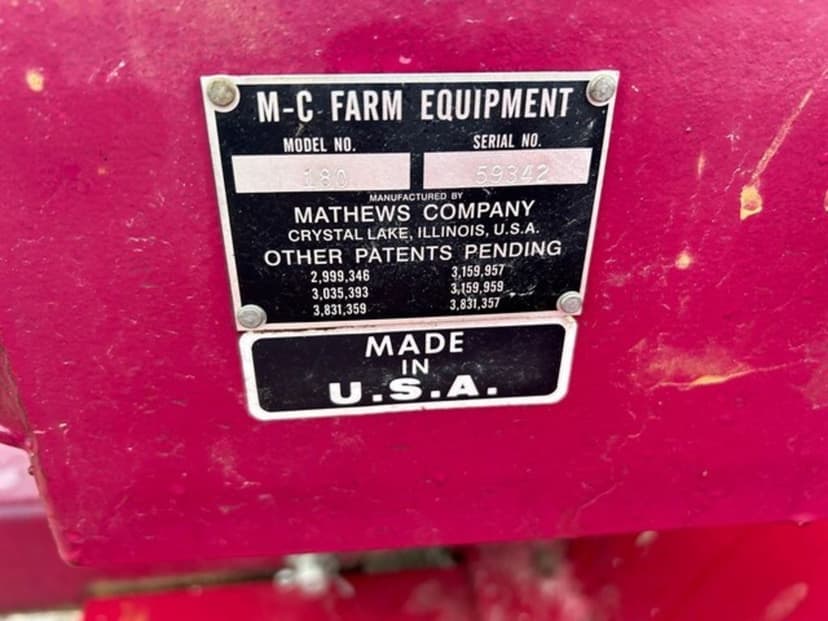 M-C FARM EQUIPMENT
MODEL NO. SERIAL NO.
180 59342
MANUFACTURED BY
MATHEWS COMPANY
CRYSTAL LAKE, ILLINOIS, U.S.A.
OTHER PATENTS PENDING
2,999,346 3,159,957
3,035,393 3,159,959
3,831,359 3,831,357
MADE
IN
U.S.A.